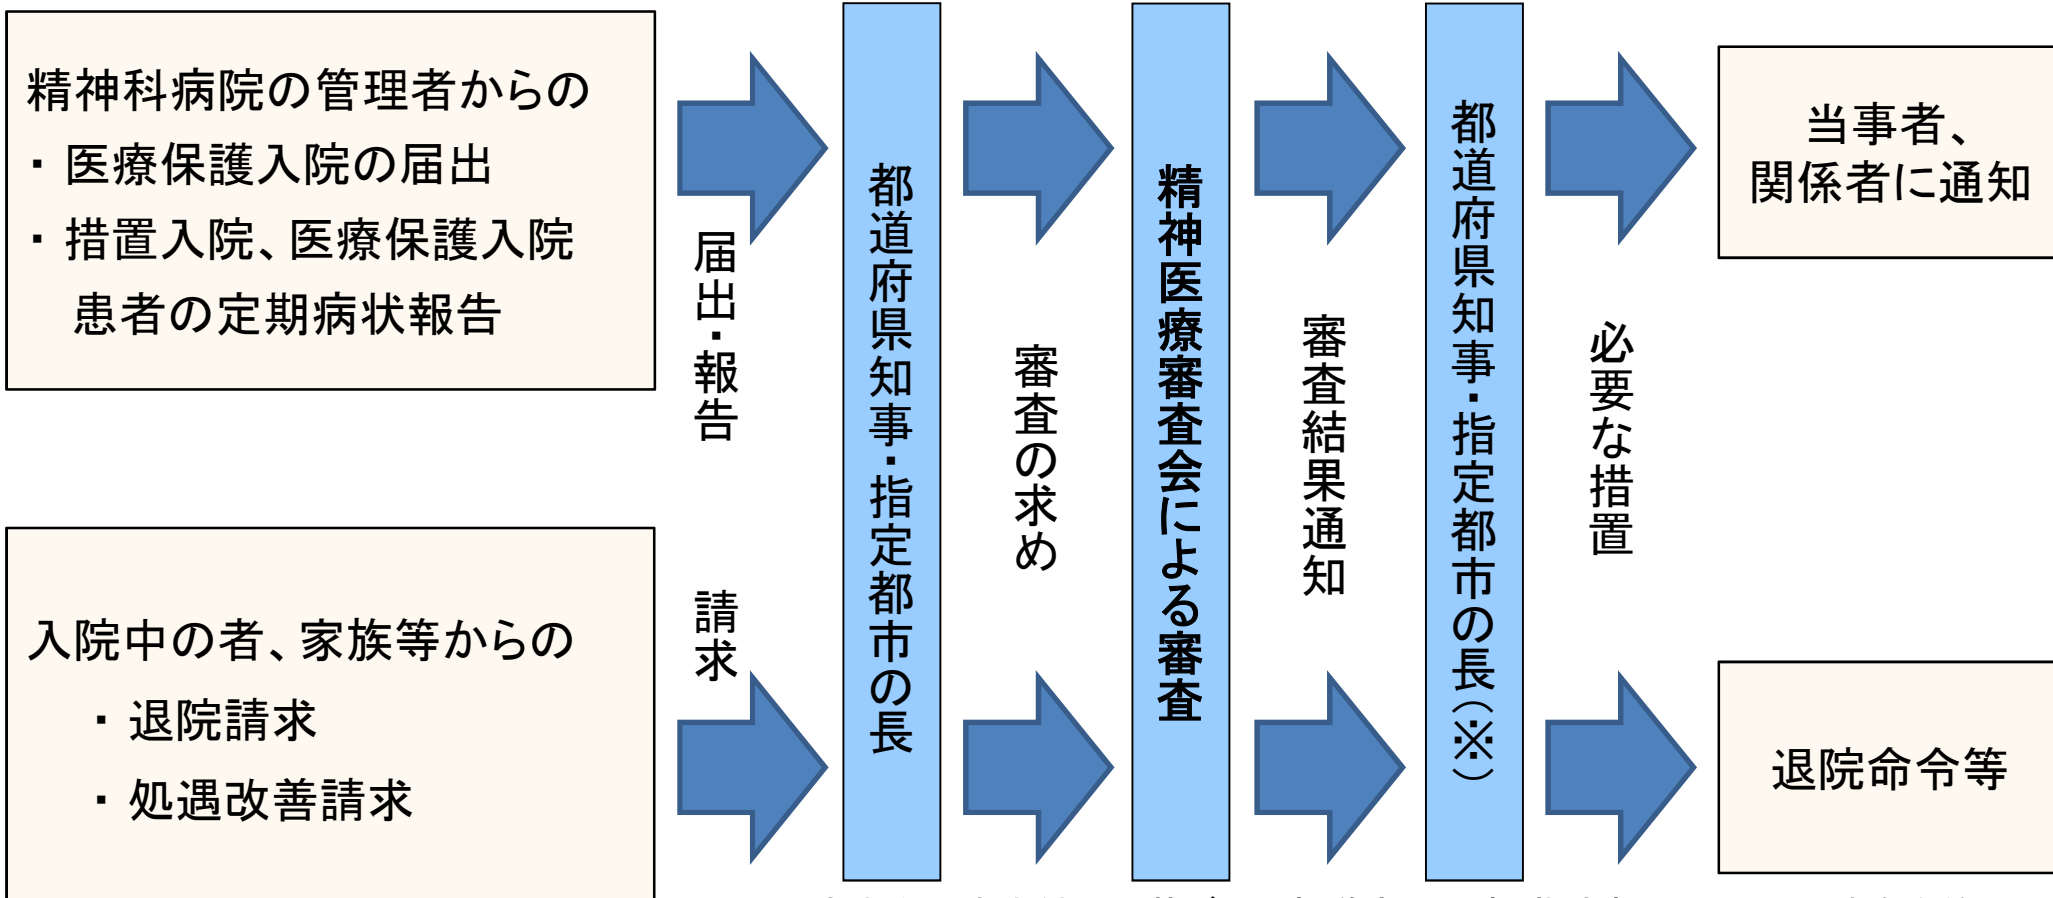 精神科病院の管理者からの
・医療保護入院の届出
・措置入院、医療保護入院
患者の定期病状報告
入院中の者、家族等からの
・退院請求
・処遇改善請求
届出・報告
請求
都道府県知事・指定都市の長
審査の求め
精神医療審査会による審査
審査結果通知
都道府県知事・指定都市の長(※)
必要な措置
当事者、
関係者に通知
退院命令等